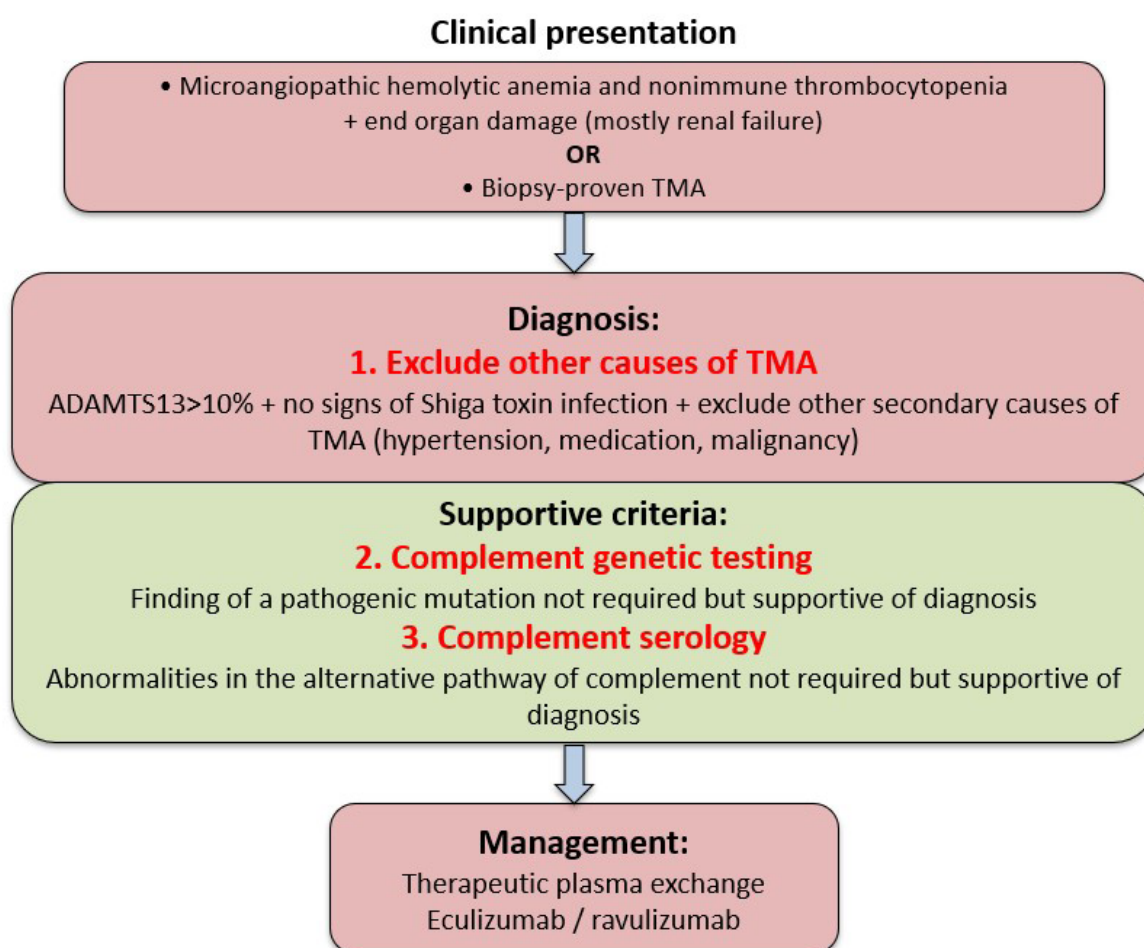 Clinical presentation
• Microangiopathic hemolytic anemia and nonimmune thrombocytopenia
+ end organ damage (mostly renal failure)
OR
• Biopsy-proven TMA
Diagnosis:
1. Exclude other causes of TMA
ADAMTS13>10% + no signs of Shiga toxin infection + exclude other secondary causes of
TMA (hypertension, medication, malignancy)
Supportive criteria:
2. Complement genetic testing
Finding of a pathogenic mutation not required but supportive of diagnosis
3. Complement serology
Abnormalities in the alternative pathway of complement not required but supportive of
diagnosis
Management:
Therapeutic plasma exchange
Eculizumab / ravulizumab